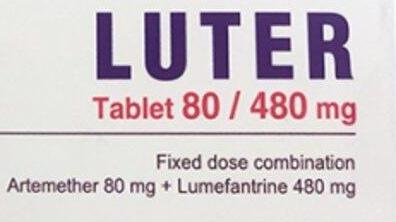 LUTER
Tablet 80 / 480 mg
Fixed dose combination
Artemether 80 mg + Lumefantrine 480 mg